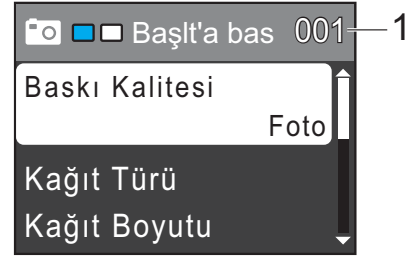 Başlt'a bas 001 1
Baskı Kalitesi
Foto
Kağıt Türü
Kağıt Boyutu